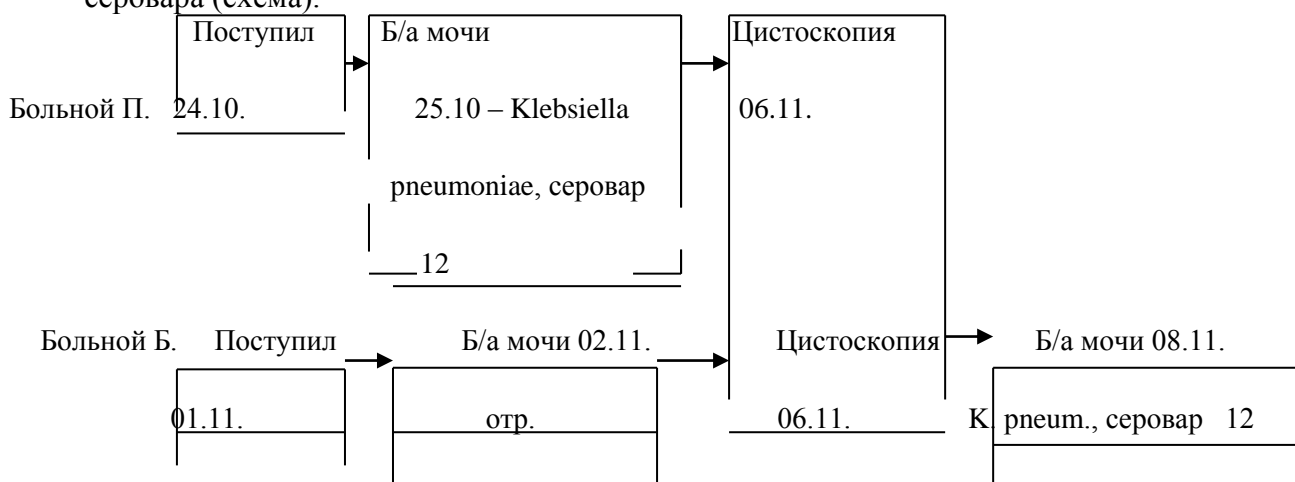 серовара (схема).
Поступил Б/а мочи Цистоскопия
Больной П. 24.10. 25.10 – Klebsiella 06.11.
pneumoniae, серовар
12
Больной Б. Поступил Б/а мочи 02.11. Цистоскопия Б/а мочи 08.11.
01.11. отр. 06.11. K. pneum., серовар 12